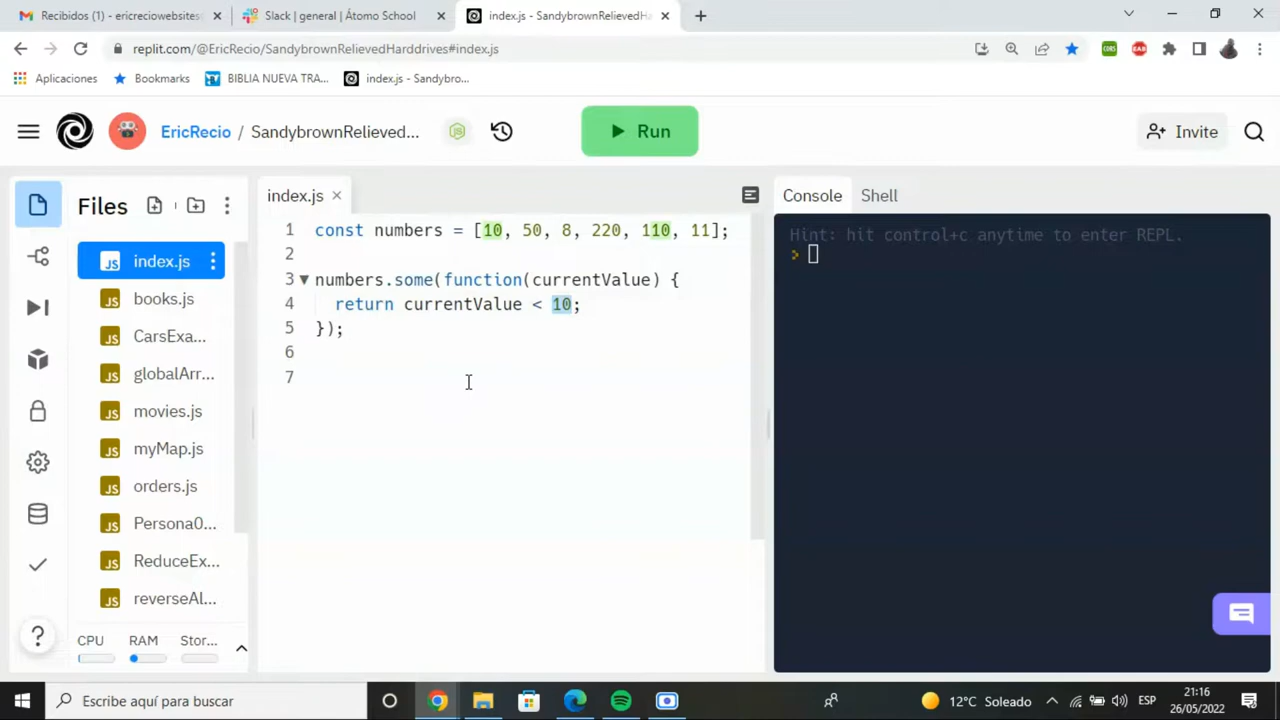 Recibidos (1) - ericreciowebsites
Slack | general | Átomo School
index.js - SandybrownRelievedHa
replit.com/@EricRecio/SandybrownRelievedHarddrives#index.js
Aplicaciones
Bookmarks
BIBLIA NUEVA TRA...
index.js - Sandybro...
EricRecio / SandybrownRelieved...
Run
Invite
Files
index.js
Console
Shell
index.js
books.js
CarsExa...
globalArr...
movies.js
myMap.js
orders.js
Persona0...
ReduceEx...
reverseAl...
1 const numbers = [10, 50, 8, 220, 110, 11];
2
3 numbers.some(function(currentValue) {
4 return currentValue < 10;
5 });
6
7
Hint: hit control+c anytime to enter REPL.
>
CPU
RAM
Stor...
Escribe aquí para buscar
12°C Soleado
ESP
21:16
26/05/2022